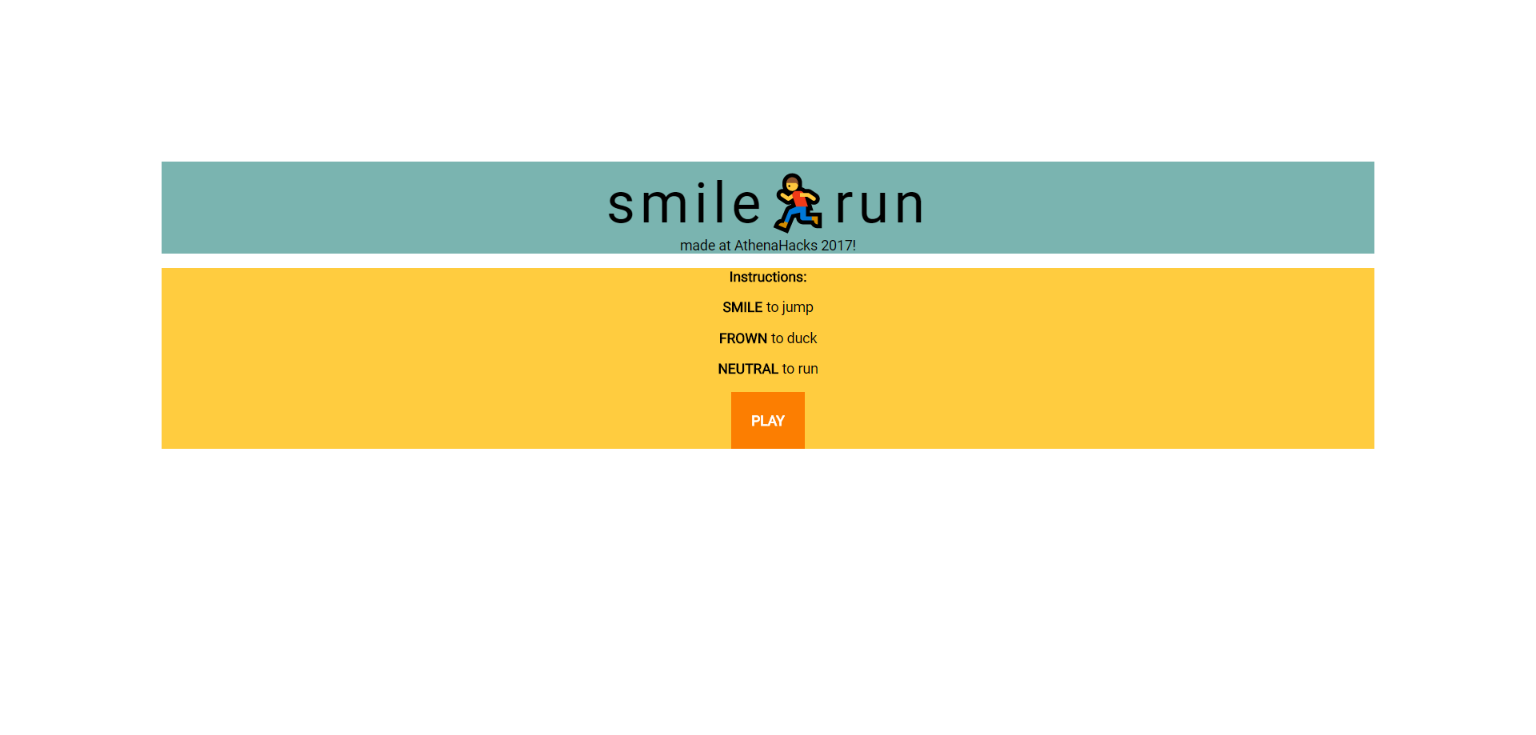 smile run
made at AthenaHacks 2017!
Instructions:
SMILE to jump
FROWN to duck
NEUTRAL to run
PLAY